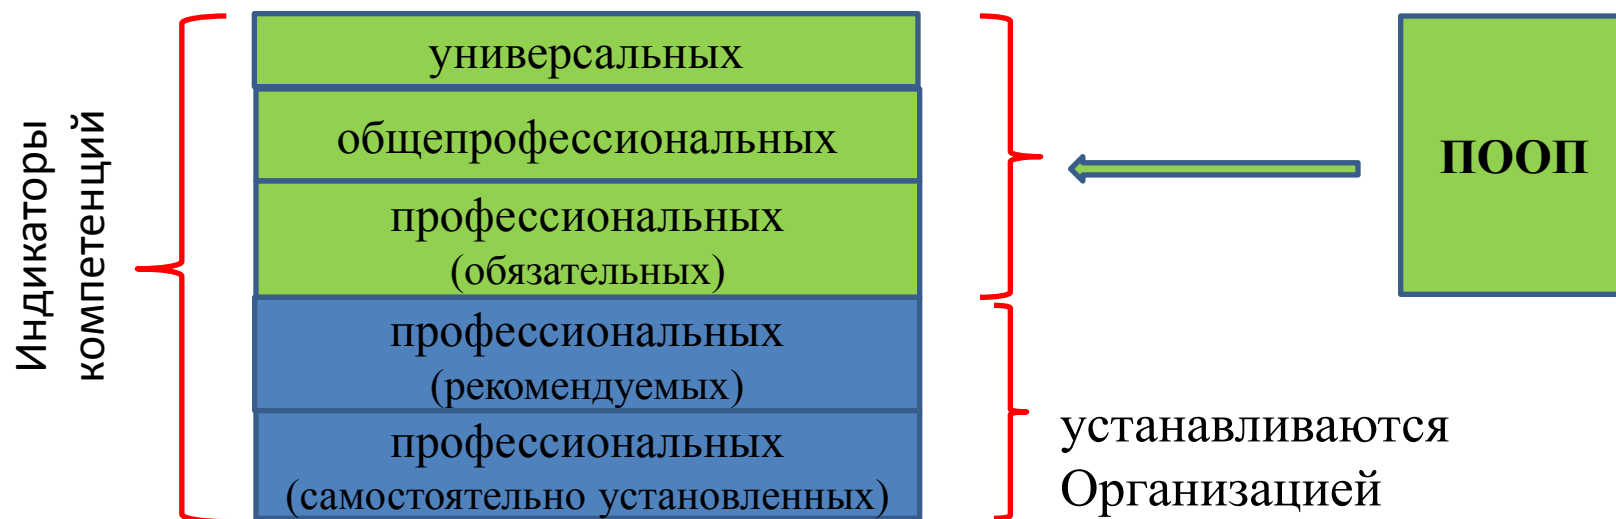 Индикаторы
компетенций
универсальных
общепрофессиональных
профессиональных
(обязательных)
профессиональных
(рекомендуемых)
профессиональных
(самостоятельно установленных)
ПООП
устанавливаются
Организацией